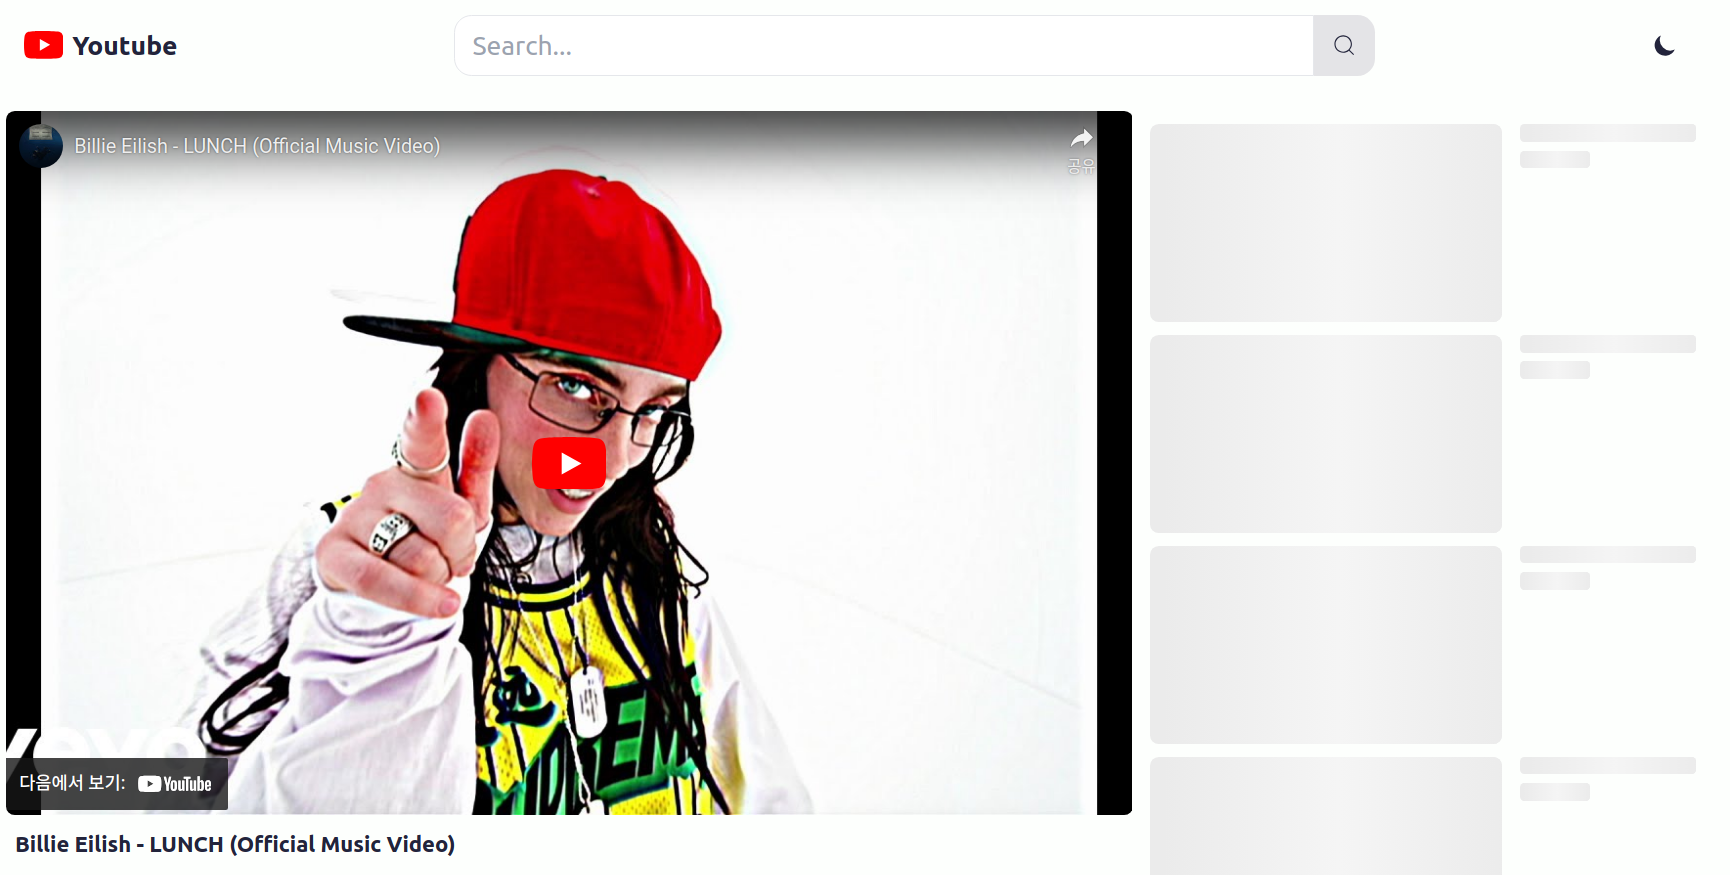 Youtube
Search...
Billie Eilish - LUNCH (Official Music Video)
공유
vevo
다음에서 보기: YouTube
Billie Eilish - LUNCH (Official Music Video)